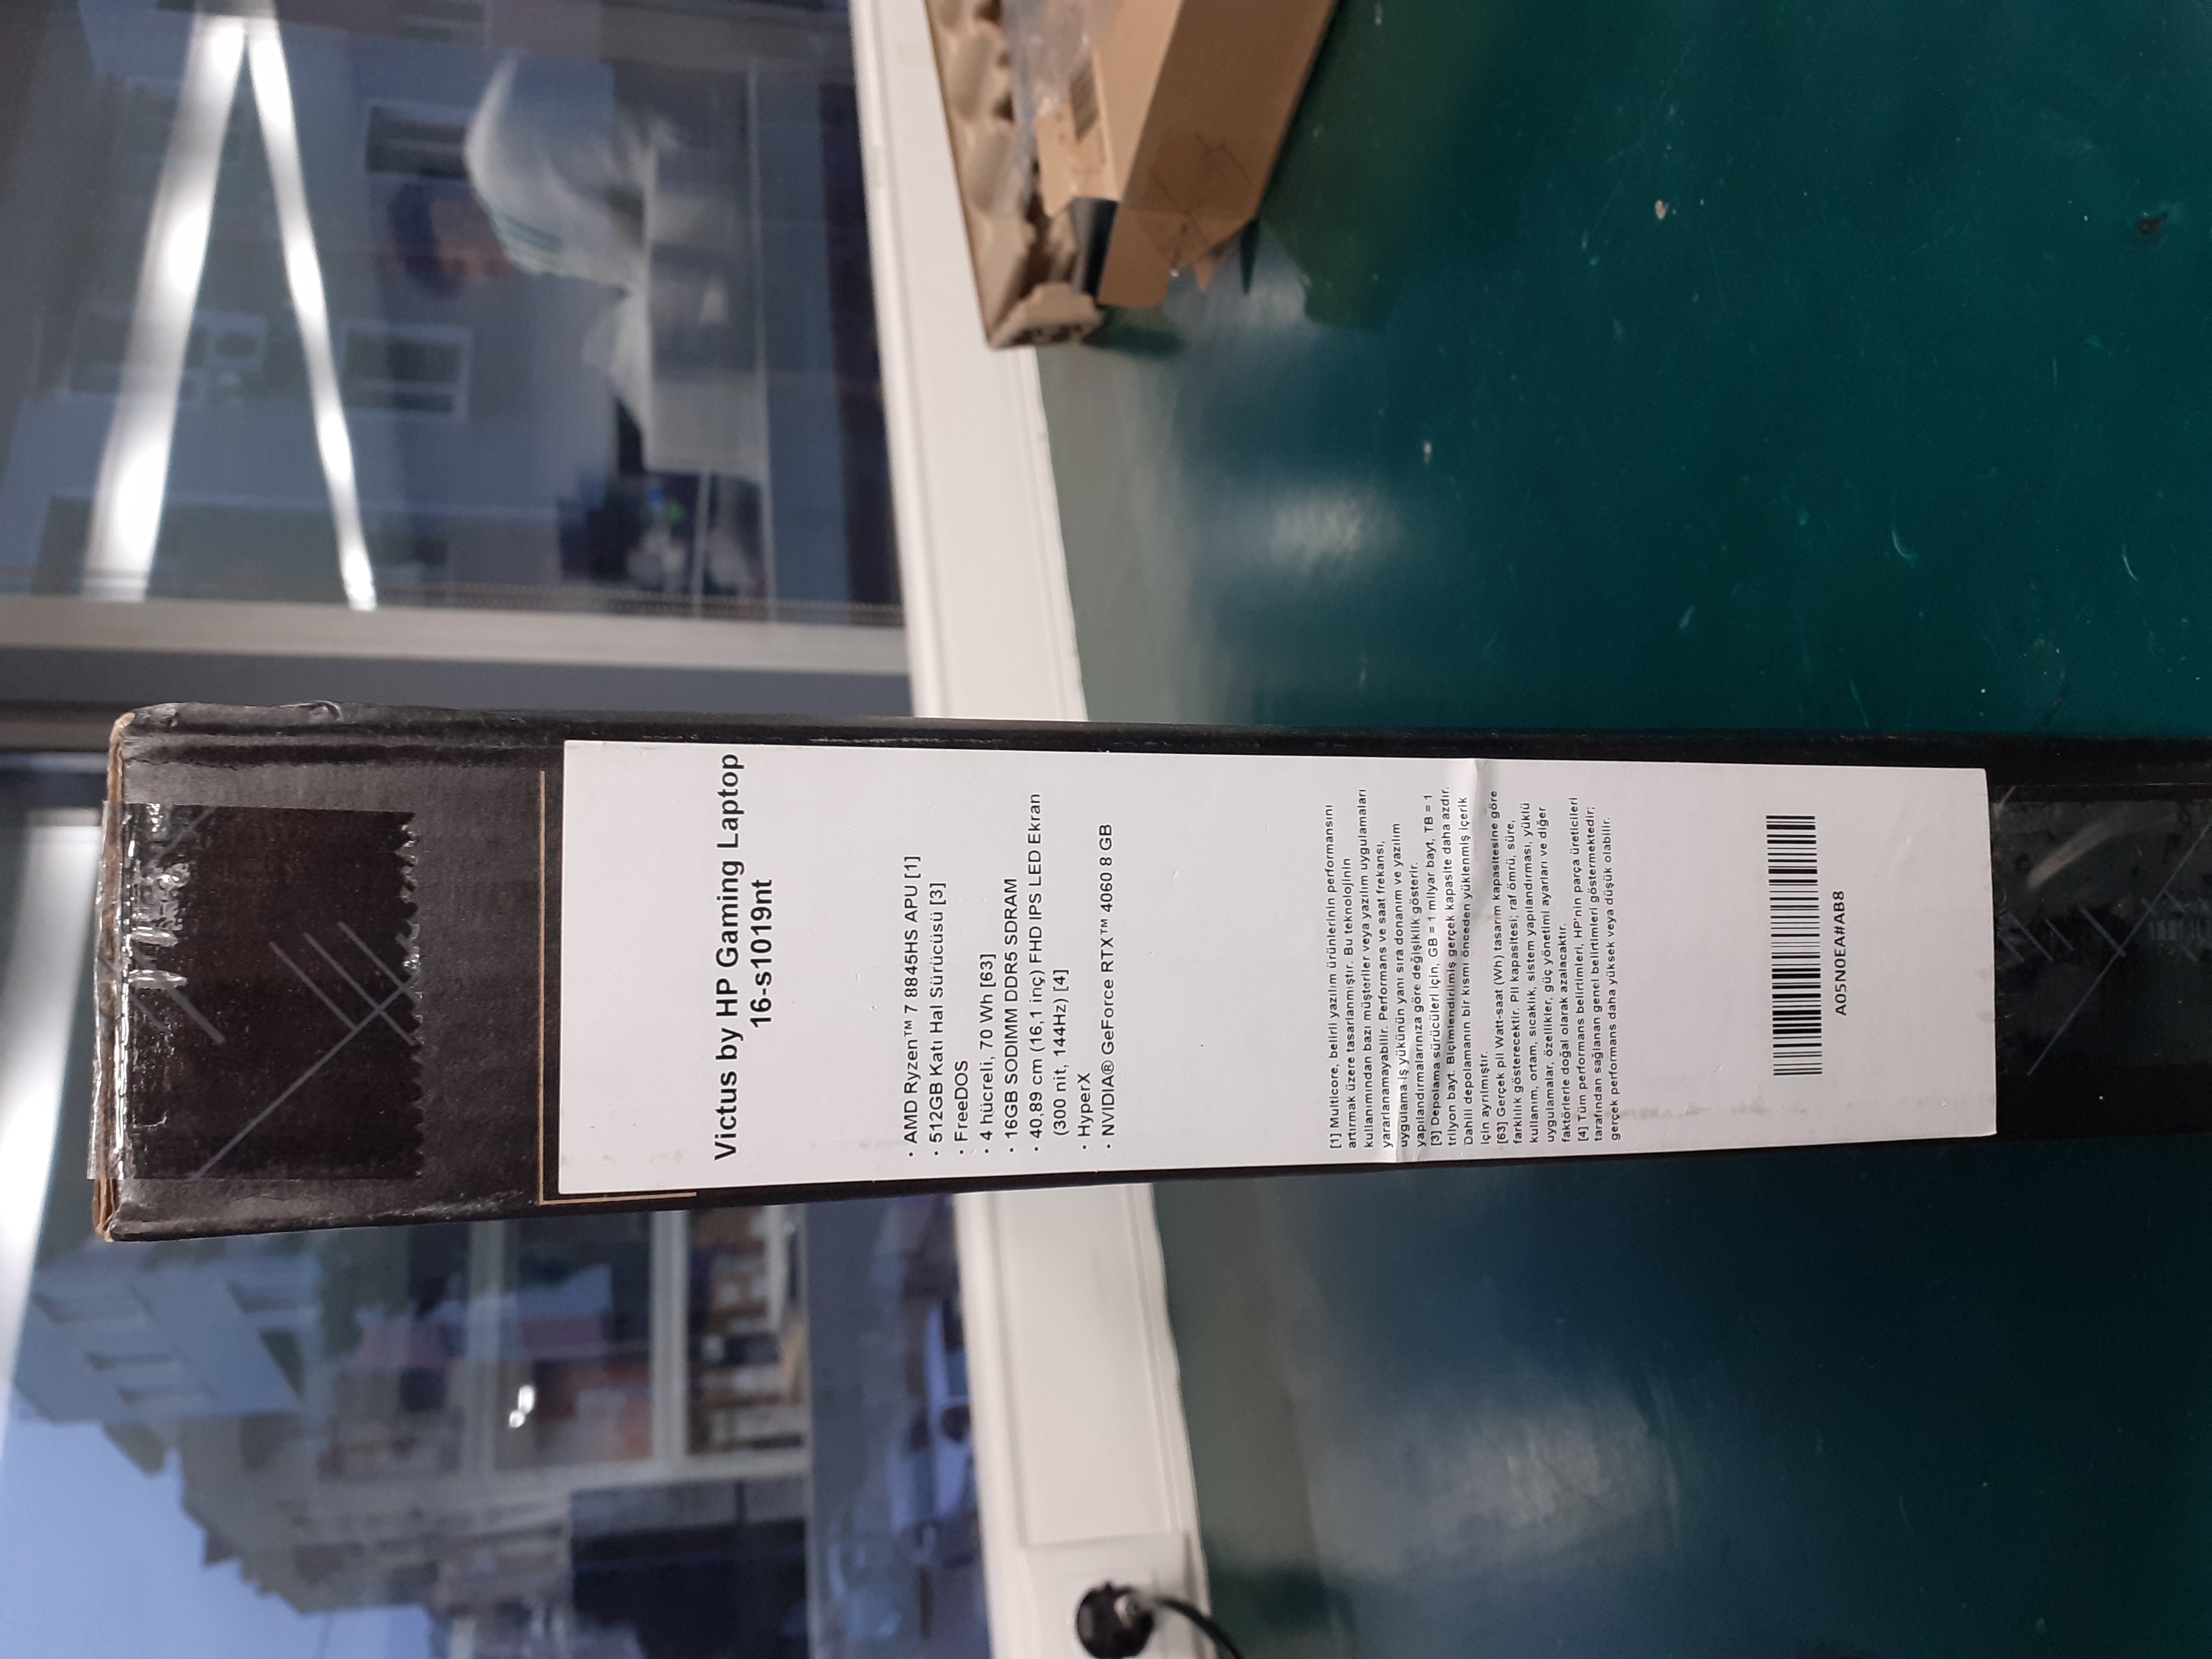 Victus by HP Gaming Laptop
16-s1019nt
• AMD Ryzen™ 7 8845HS APU [1]
• 512GB Katı Hal Sürücüsü [3]
• FreeDOS
• 4 hücreli, 70 Wh [63]
• 16GB SODIMM DDR5 SDRAM
• 40,89 cm (16,1 inç) FHD IPS LED Ekran
(300 nit, 144Hz) [4]
• HyperX
• NVIDIA® GeForce RTX™ 4060 8 GB
[1] Multicore, belirli yazılım ürünlerinin performansını
artırmak üzere tasarlanmıştır. Bu teknolojinin
kullanımından bazı müşteriler veya yazılım uygulamaları
yararlanamayabilir. Performans ve saat frekansı,
uygulama iş yükünün yanı sıra donanım ve yazılım
yapılandırmalarınıza göre değişiklik gösterir.
[3] Depolama sürücüleri için, GB = 1 milyar bayt, TB = 1
trilyon bayt. Biçimlendirilmiş gerçek kapasite daha azdır.
Dahili depolamanın bir kısmı önceden yüklenmiş içerik
için ayrılmıştır.
[63] Gerçek pil Watt-saat (Wh) tasarım kapasitesine göre
farklılık gösterecektir. Pil kapasitesi; raf ömrü, süre,
kullanım, ortam, sıcaklık, sistem yapılandırması, yüklü
uygulamalar, özellikler, güç yönetimi ayarları ve diğer
faktörlerle doğal olarak azalacaktır.
[4] Tüm performans belirtimleri, HP'nin parça üreticileri
tarafından sağlanan genel belirtimleri göstermektedir;
gerçek performans daha yüksek veya düşük olabilir.
A05N0EA#AB8